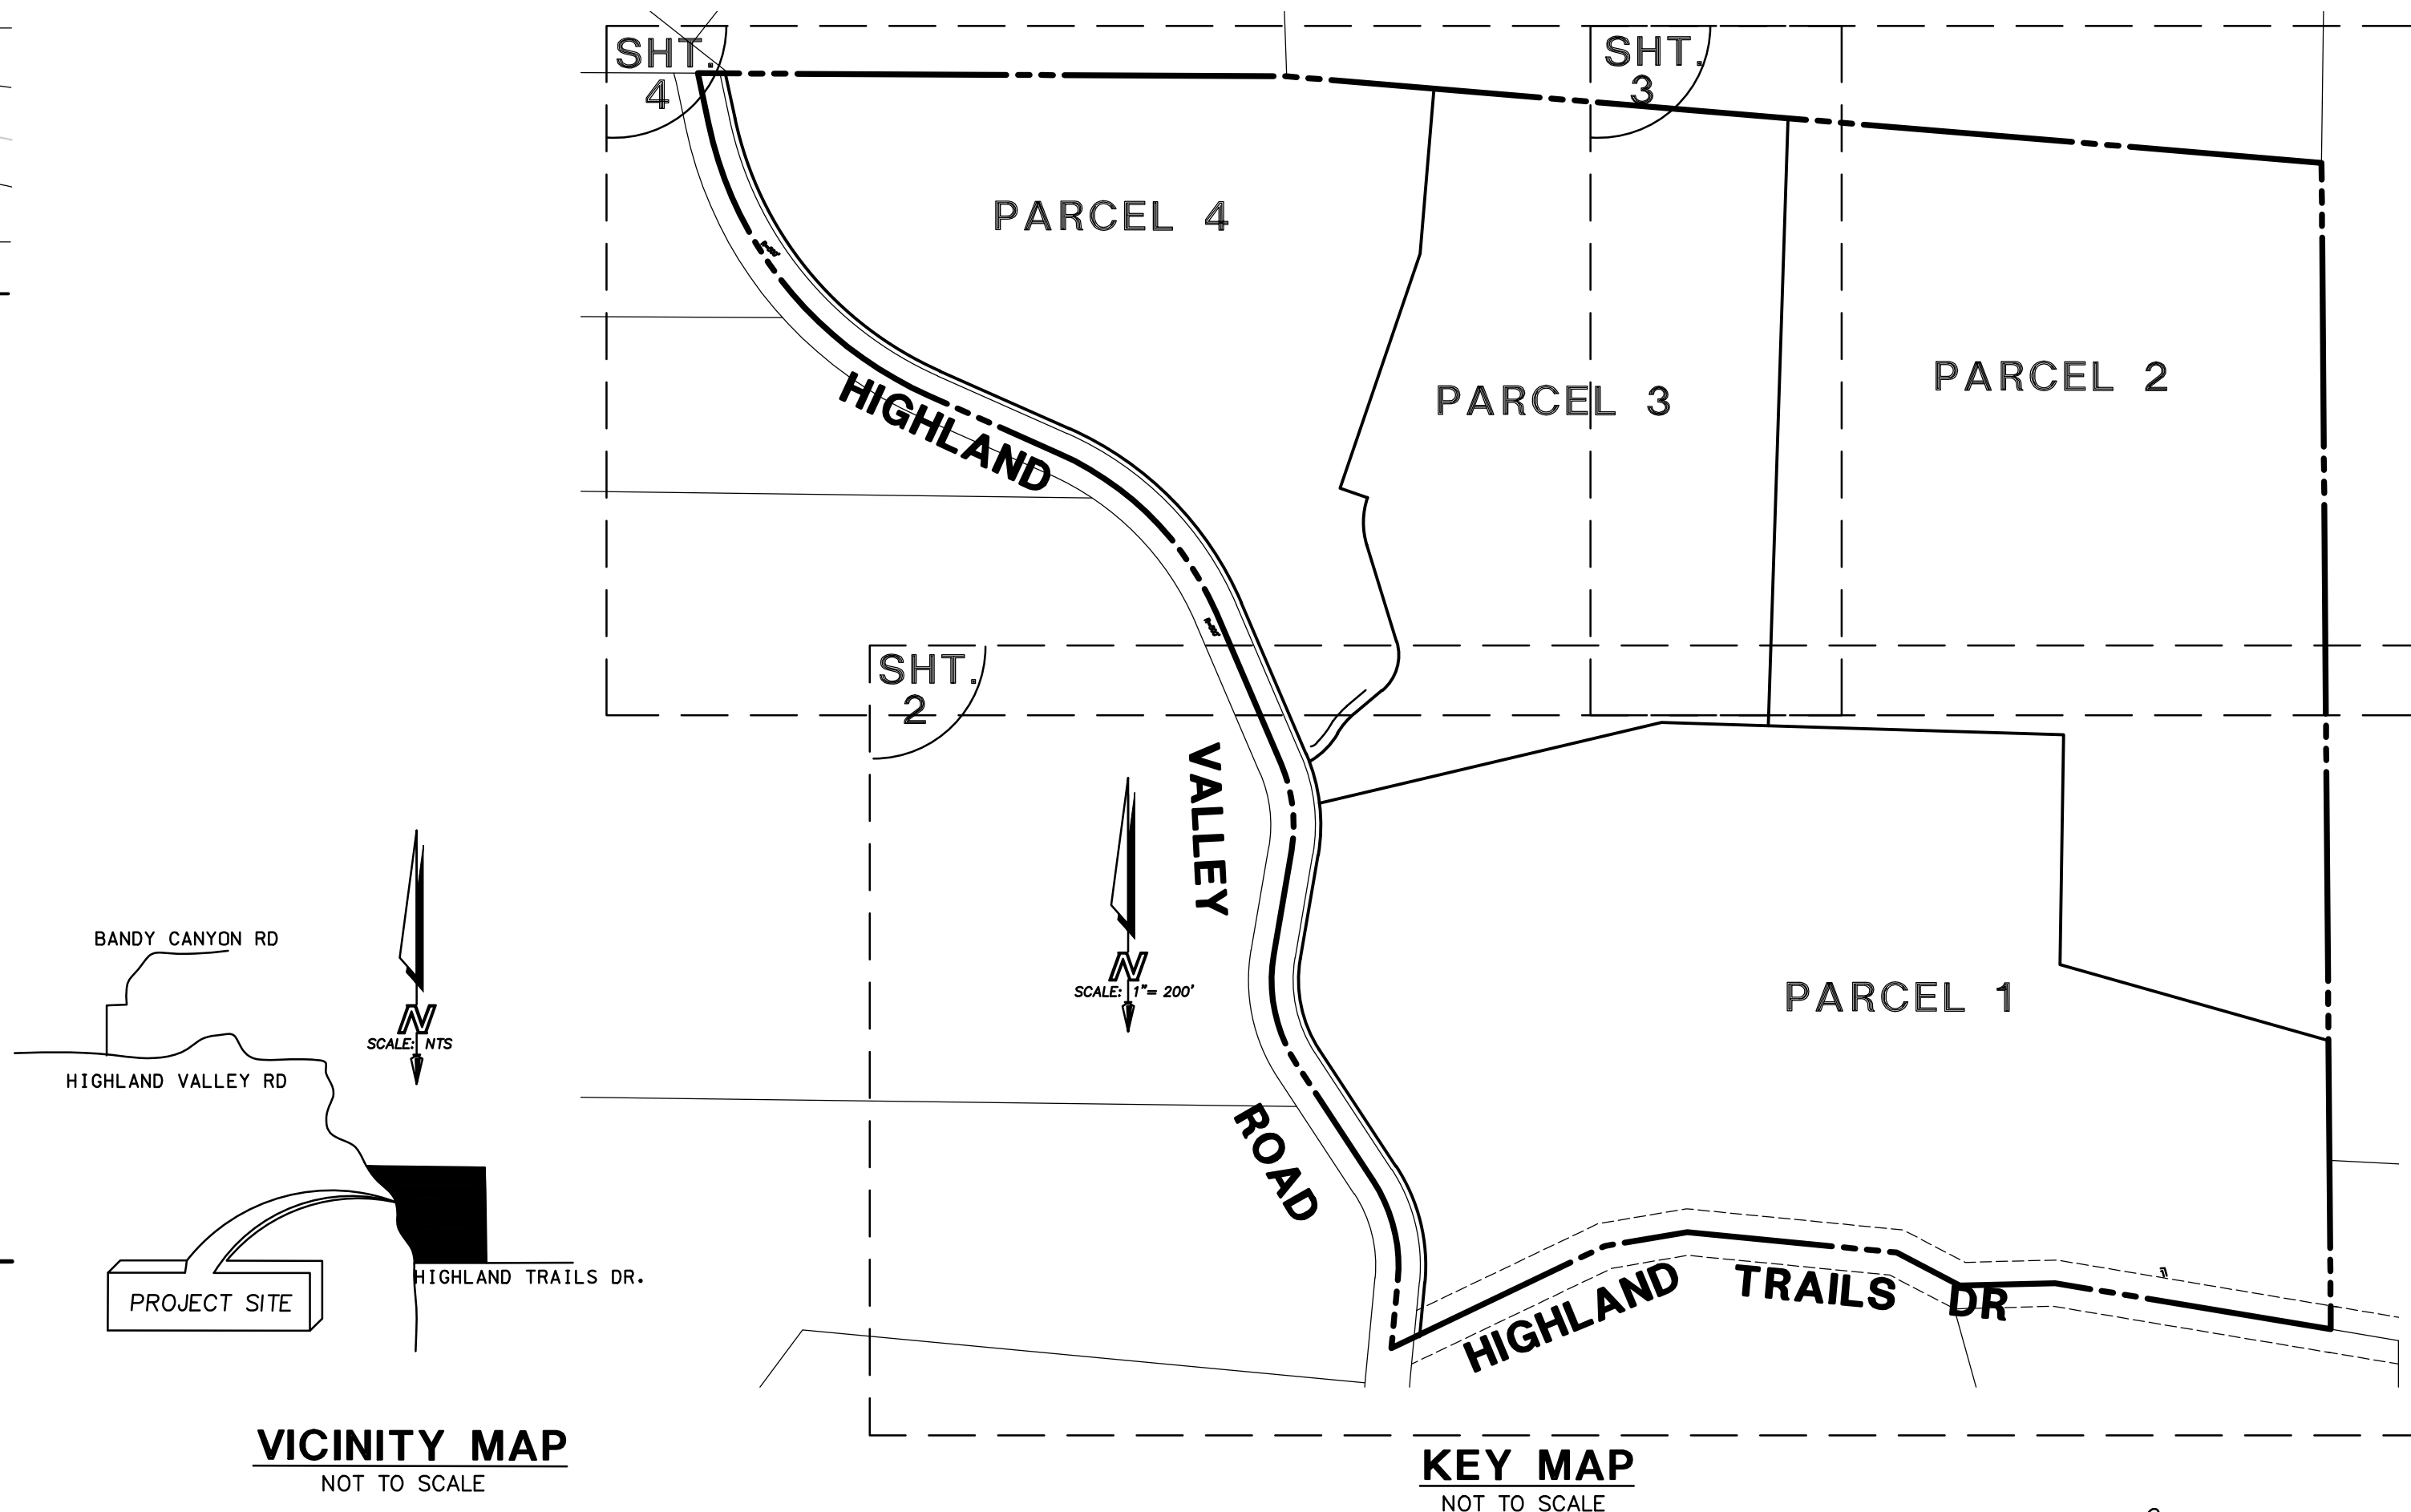 SHT.
4
SHT.
3
PARCEL 4
PARCEL 3
PARCEL 2
HIGHLAND
VALLEY
ROAD
SHT.
2
N
SCALE: 1"= 200'
PARCEL 1
HIGHLAND TRAILS DR
KEY MAP
NOT TO SCALE
BANDY CANYON RD
HIGHLAND VALLEY RD
N
SCALE: NTS
HIGHLAND TRAILS DR.
PROJECT SITE
VICINITY MAP
NOT TO SCALE